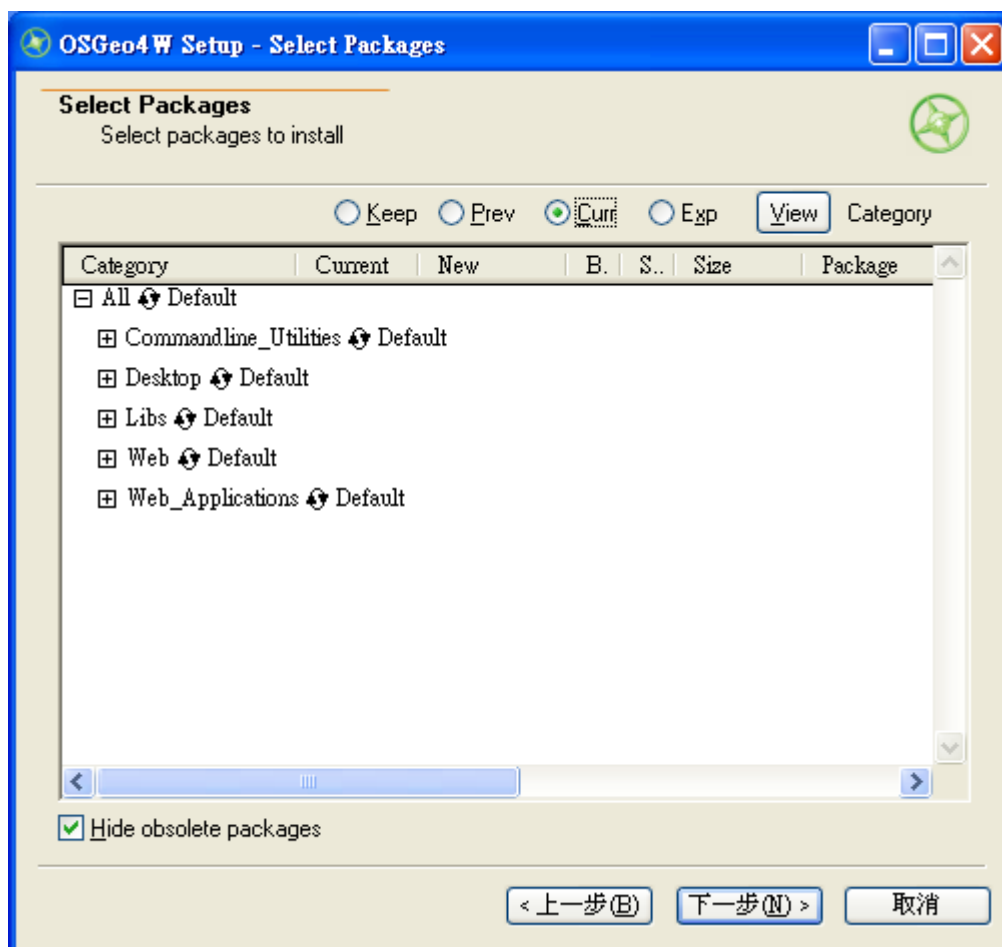 OSGeo4W Setup - Select Packages
Select Packages
Select packages to install
Keep Prev Curr Exp View Category
Category Current New B. S.. Size Package
All Default
Commandline_Utilities Default
Desktop Default
Libs Default
Web Default
Web_Applications Default
Hide obsolete packages
< 上一步(B) 下一步(N) > 取消